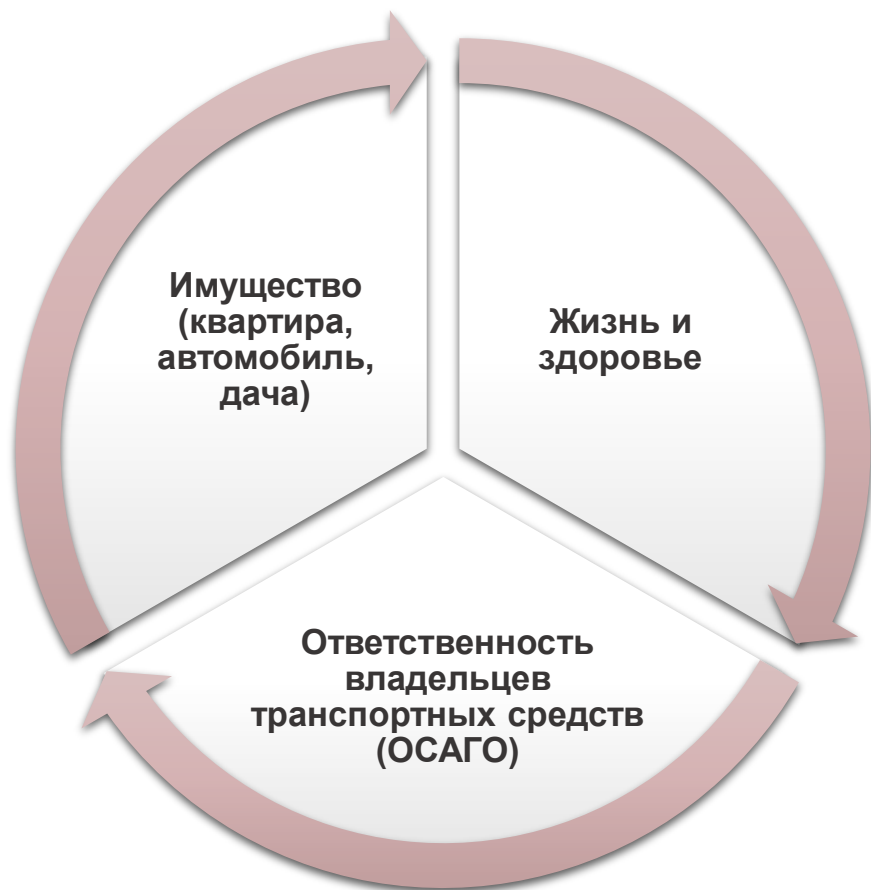 Имущество
(квартира,
автомобиль,
дача)
Жизнь и
здоровье
Ответственность
владельцев
транспортных средств
(ОСАГО)